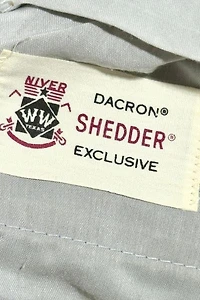 NIVER
WW
TEXAS
DACRON®
SHEDDER®
EXCLUSIVE